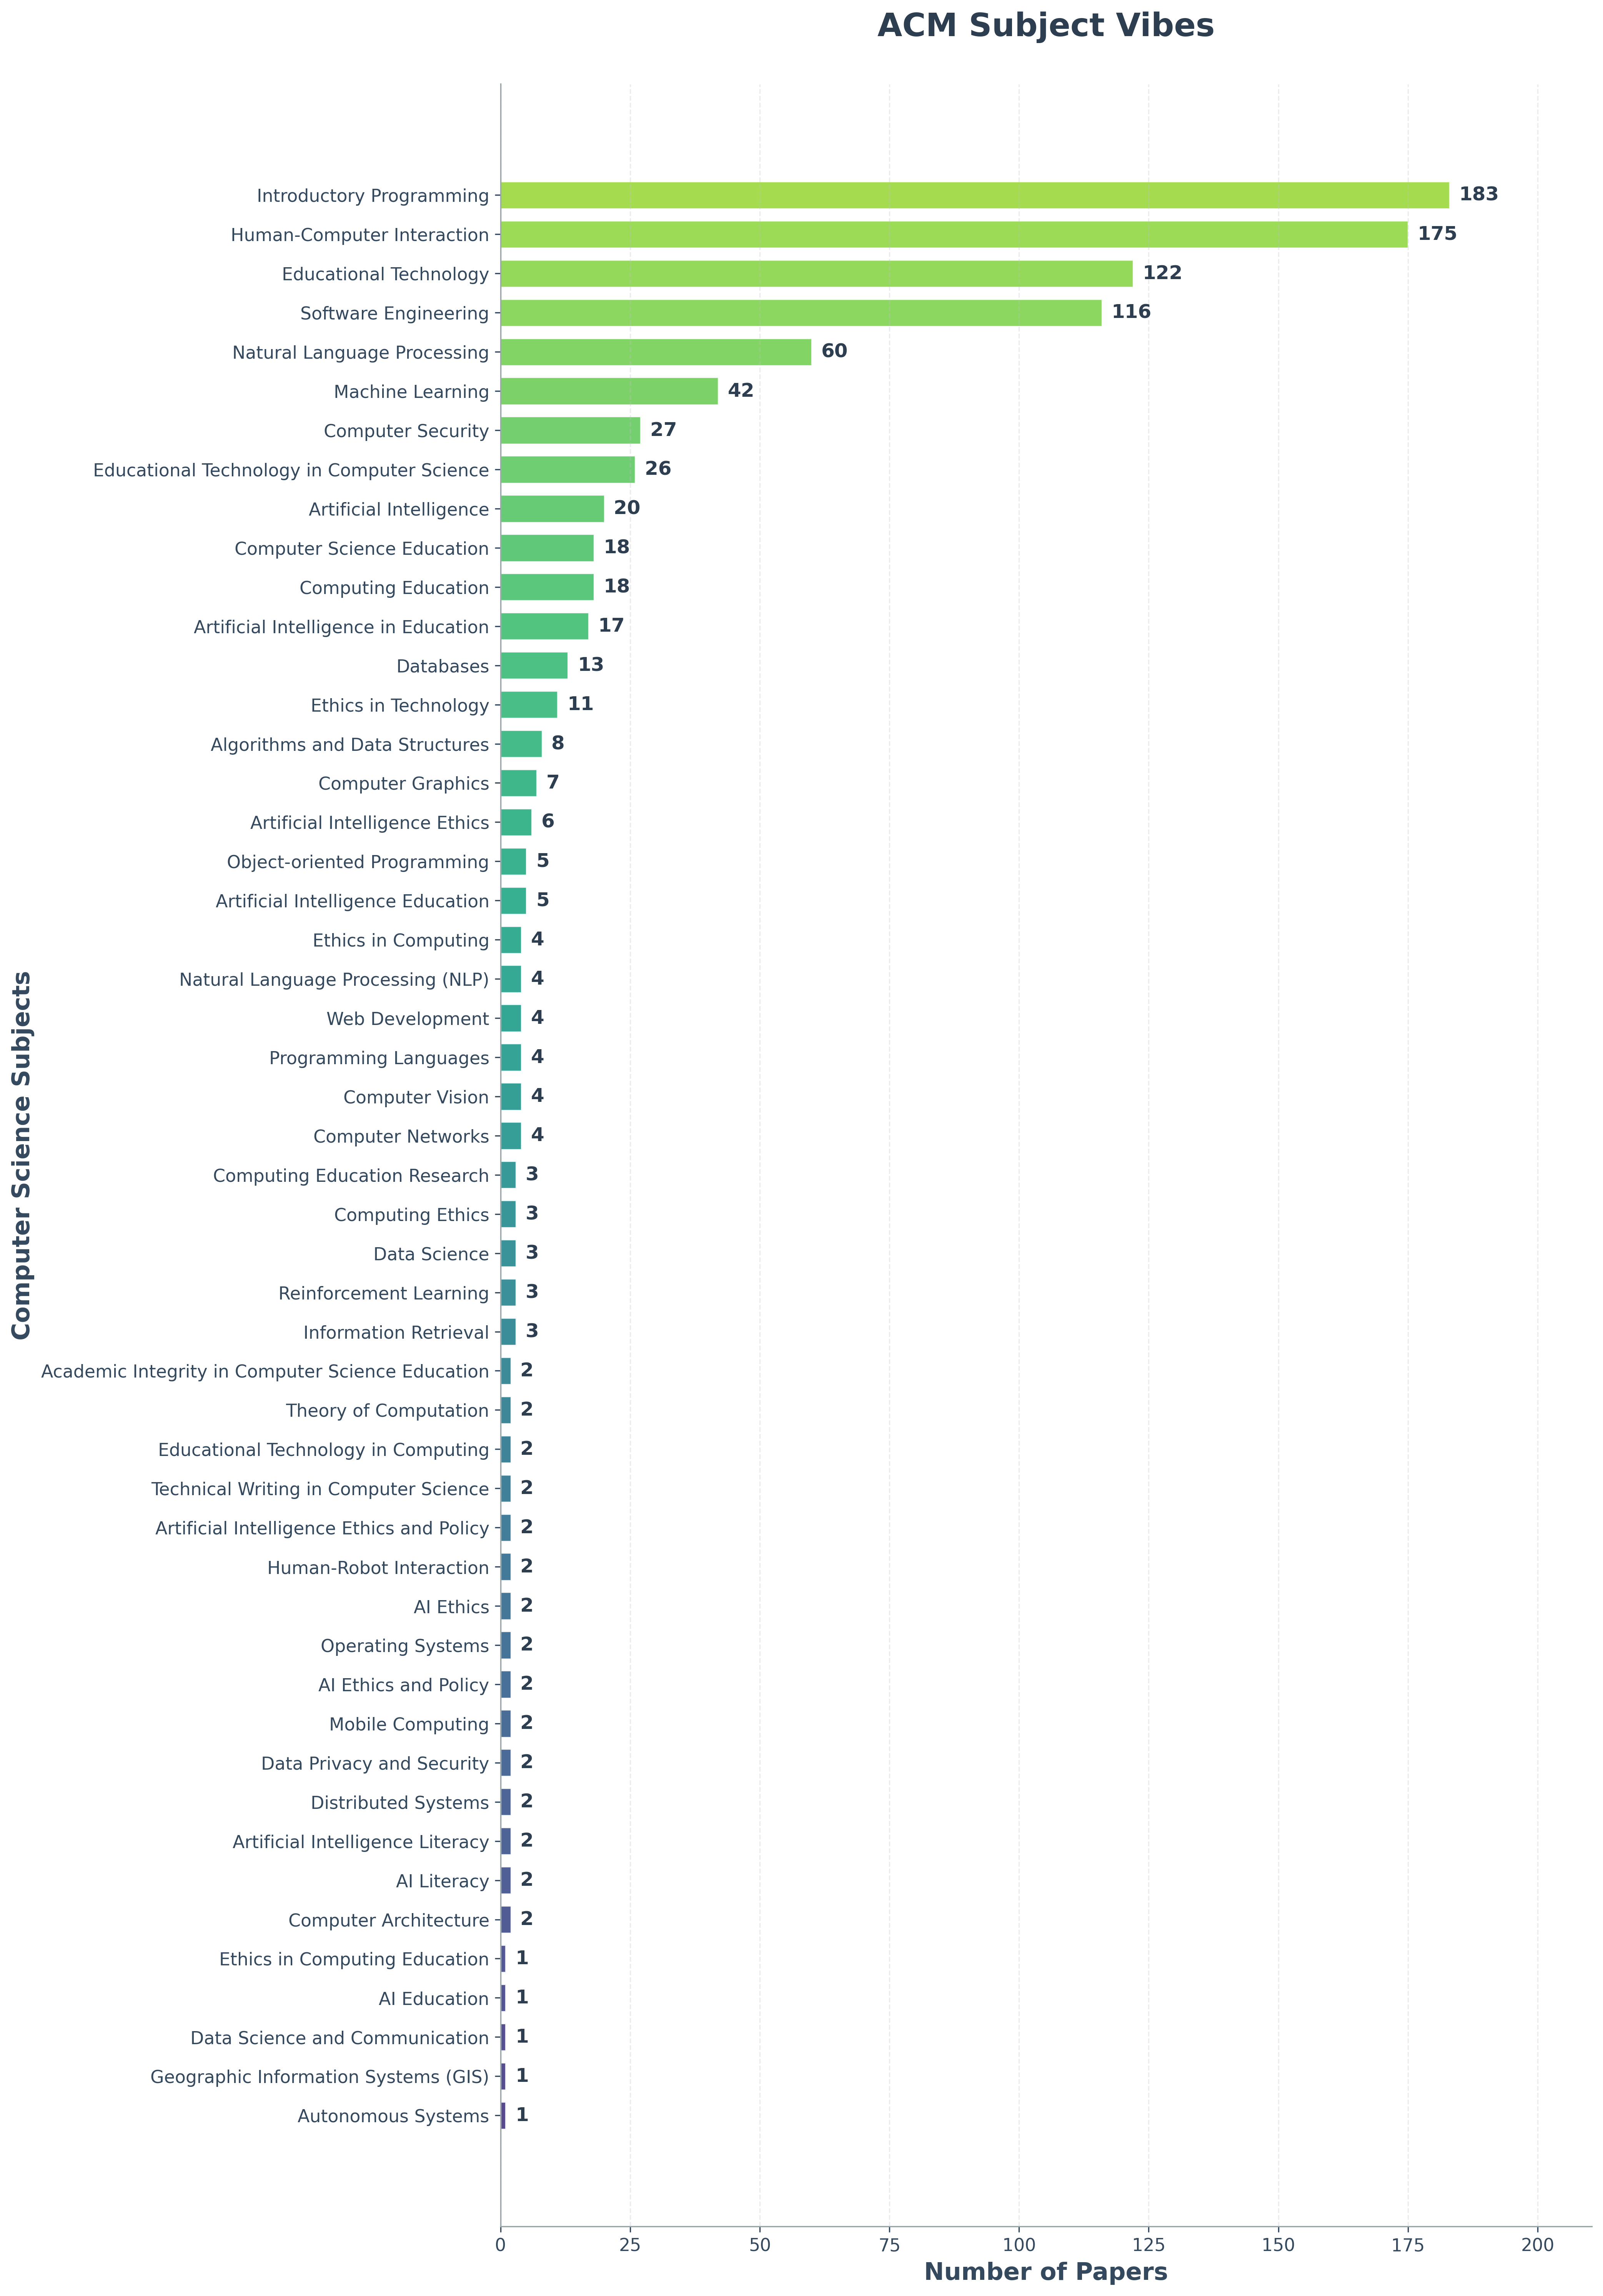 ACM Subject Vibes
Introductory Programming 183
Human-Computer Interaction 175
Educational Technology 122
Software Engineering 116
Natural Language Processing 60
Machine Learning 42
Computer Security 27
Educational Technology in Computer Science 26
Artificial Intelligence 20
Computer Science Education 18
Computing Education 18
Artificial Intelligence in Education 17
Databases 13
Ethics in Technology 11
Algorithms and Data Structures 8
Computer Graphics 7
Artificial Intelligence Ethics 6
Object-oriented Programming 5
Artificial Intelligence Education 5
Ethics in Computing 4
Natural Language Processing (NLP) 4
Web Development 4
Programming Languages 4
Computer Vision 4
Computer Networks 4
Computing Education Research 3
Computing Ethics 3
Data Science 3
Reinforcement Learning 3
Information Retrieval 3
Academic Integrity in Computer Science Education 2
Theory of Computation 2
Educational Technology in Computing 2
Technical Writing in Computer Science 2
Artificial Intelligence Ethics and Policy 2
Human-Robot Interaction 2
AI Ethics 2
Operating Systems 2
AI Ethics and Policy 2
Mobile Computing 2
Data Privacy and Security 2
Distributed Systems 2
Artificial Intelligence Literacy 2
AI Literacy 2
Computer Architecture 2
Ethics in Computing Education 1
AI Education 1
Data Science and Communication 1
Geographic Information Systems (GIS) 1
Autonomous Systems 1
Computer Science Subjects
0 25 50 75 100 125 150 175 200
Number of Papers